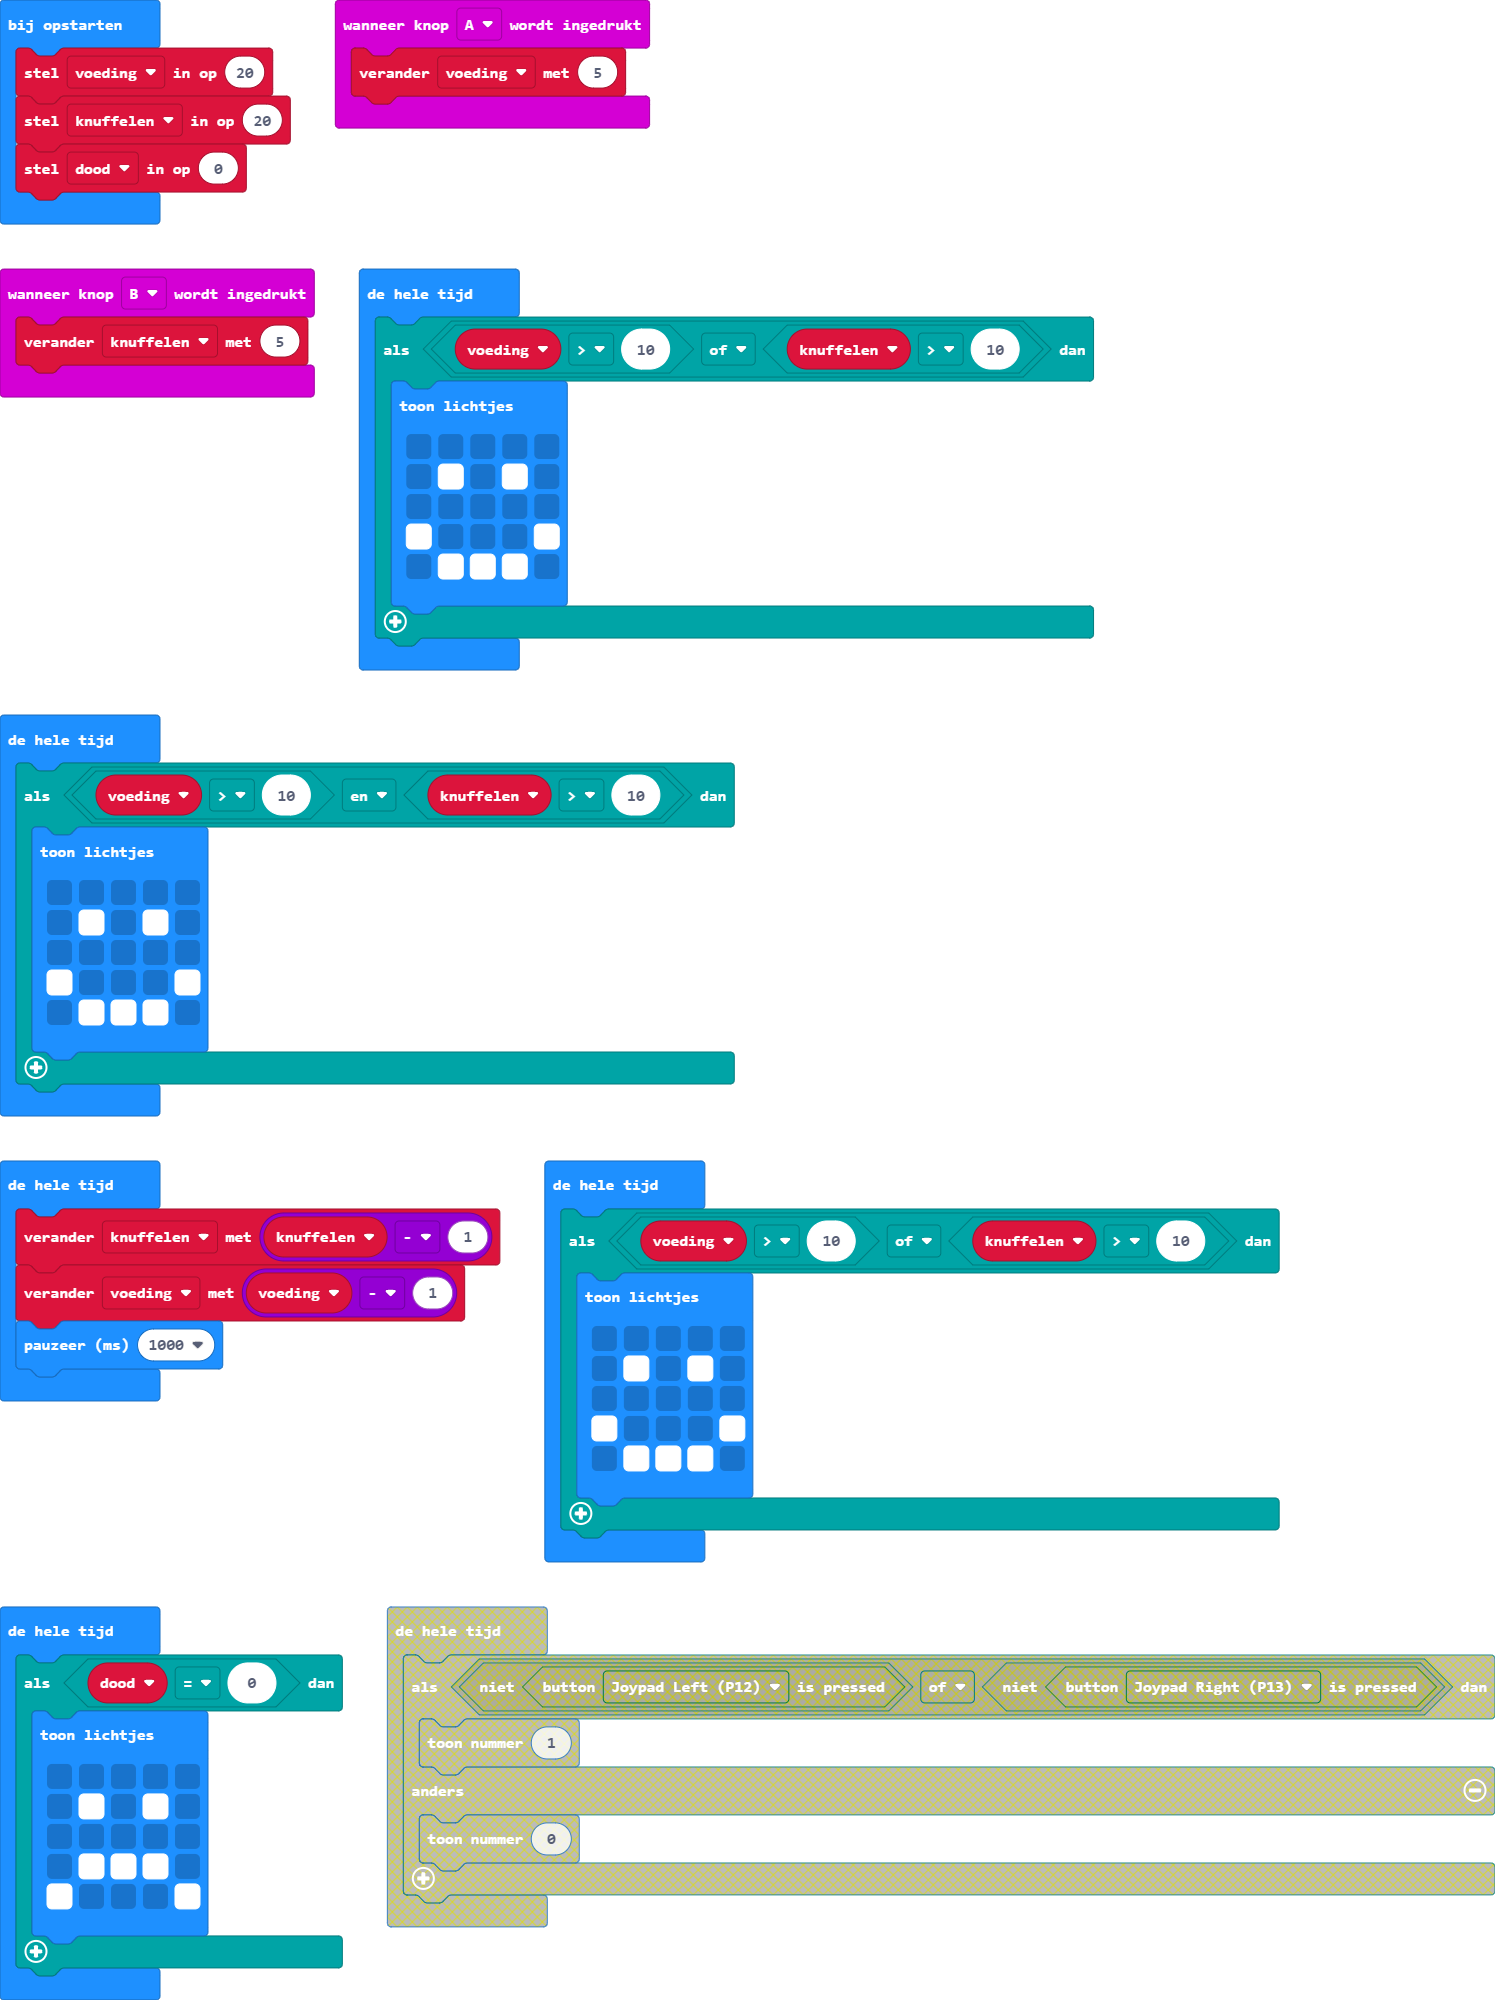 bij opstarten
stel voeding in op 20
stel knuffelen in op 20
stel dood in op 0
wanneer knop A wordt ingedrukt
verander voeding met 5
wanneer knop B wordt ingedrukt
verander knuffelen met 5
de hele tijd
als voeding > 10 of knuffelen > 10 dan
toon lichtjes
de hele tijd
als voeding > 10 en knuffelen > 10 dan
toon lichtjes
de hele tijd
verander knuffelen met knuffelen - 1
verander voeding met voeding - 1
pauzeer (ms) 1000
de hele tijd
als voeding > 10 of knuffelen > 10 dan
toon lichtjes
de hele tijd
als dood = 0 dan
toon lichtjes
de hele tijd
als niet button Joypad Left (P12) is pressed of niet button Joypad Right (P13) is pressed dan
toon nummer 1
anders
toon nummer 0